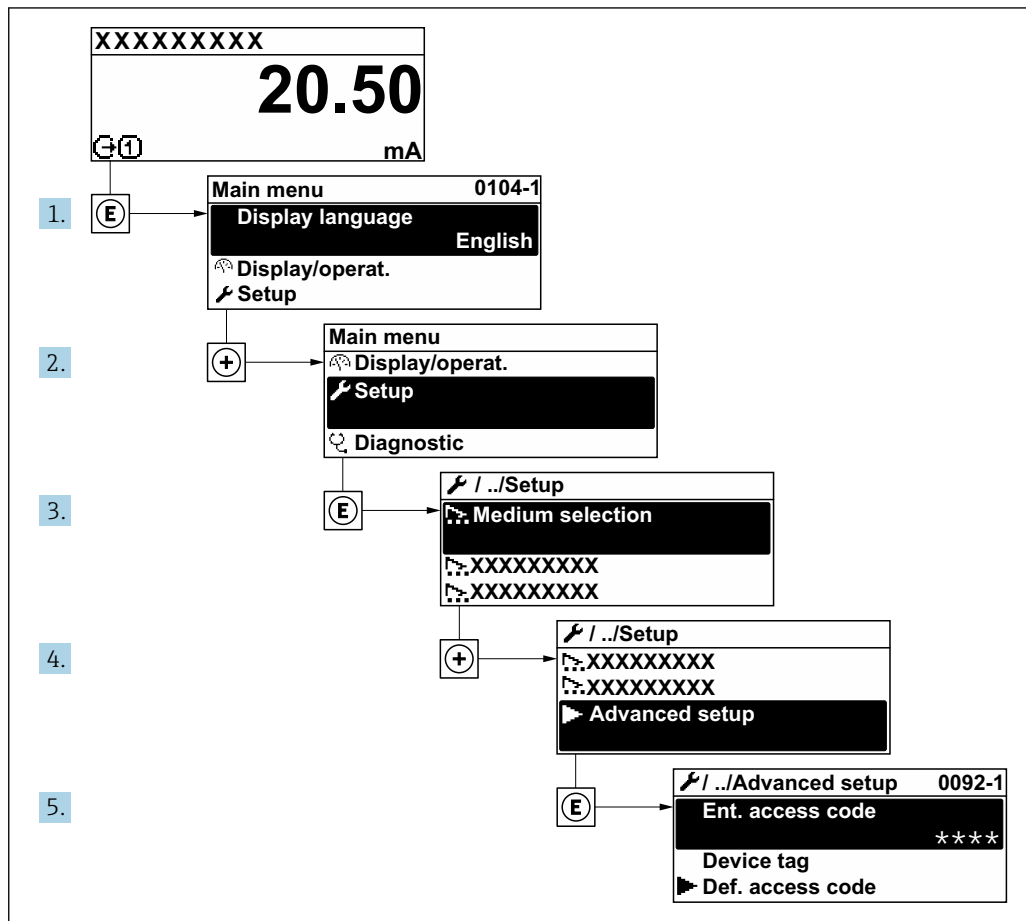 XXXXXXXXX
20.50
1 mA
1. E
Main menu 0104-1
Display language
English
Display/operat.
Setup
2. +
Main menu
Display/operat.
Setup
Diagnostic
3. E
/ ../Setup
Medium selection
XXXXXXXXX
XXXXXXXXX
4. +
/ ../Setup
XXXXXXXXX
XXXXXXXXX
Advanced setup
5. E
/ ../Advanced setup 0092-1
Ent. access code
****
Device tag
Def. access code